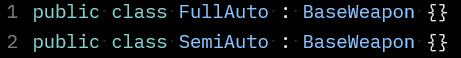 1 public class FullAuto : BaseWeapon {}
2 public class SemiAuto : BaseWeapon {}